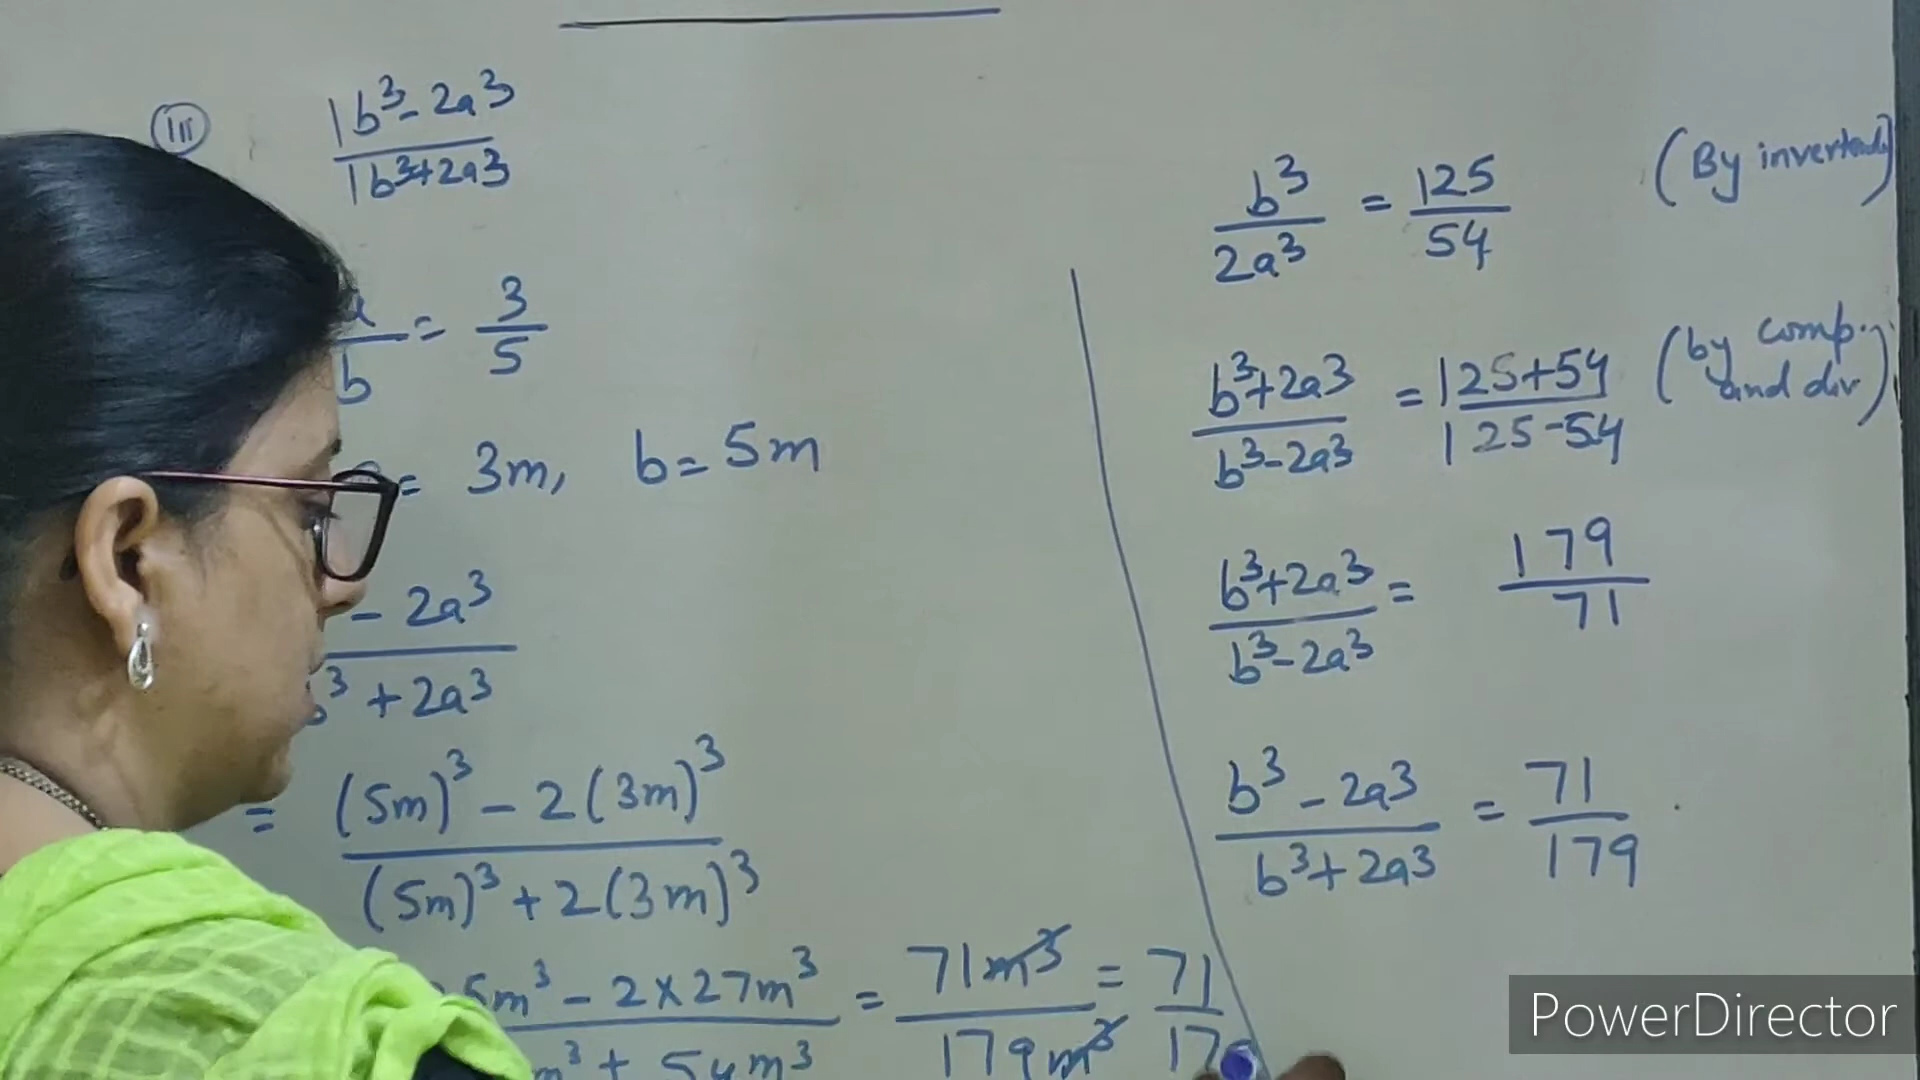 (iii)
1b³ - 2a³
1b³ + 2a³
b = 3
5
= 3m, b = 5m
- 2a³
³ + 2a³
= (5m)³ - 2(3m)³
(5m)³ + 2(3m)³
5m³ - 2 × 27m³ = 71m³ = 71
m³ + 54m³ 179m³ 17
b³ = 125 (By invertendo)
2a³ 54
b³ + 2a³ = 125 + 54 (by comp. and div)
b³ - 2a³ 125 - 54
b³ + 2a³ = 179
b³ - 2a³ 71
b³ - 2a³ = 71
b³ + 2a³ 179
PowerDirector